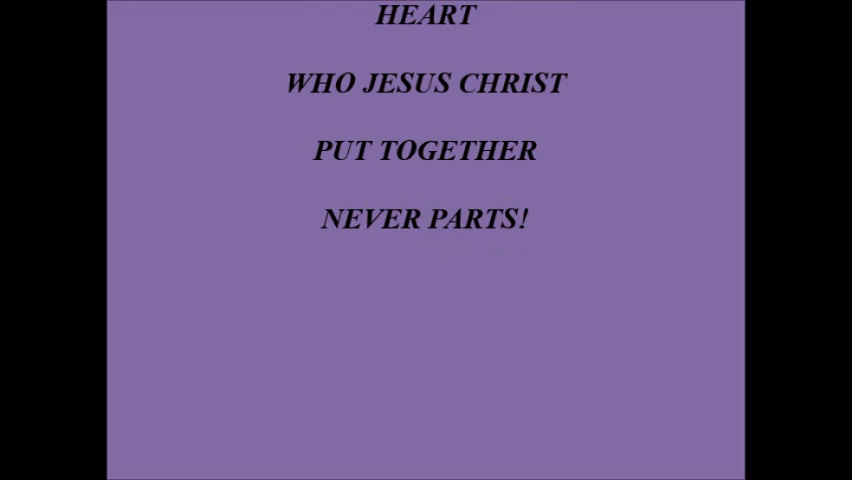 HEART
WHO JESUS CHRIST
PUT TOGETHER
NEVER PARTS!